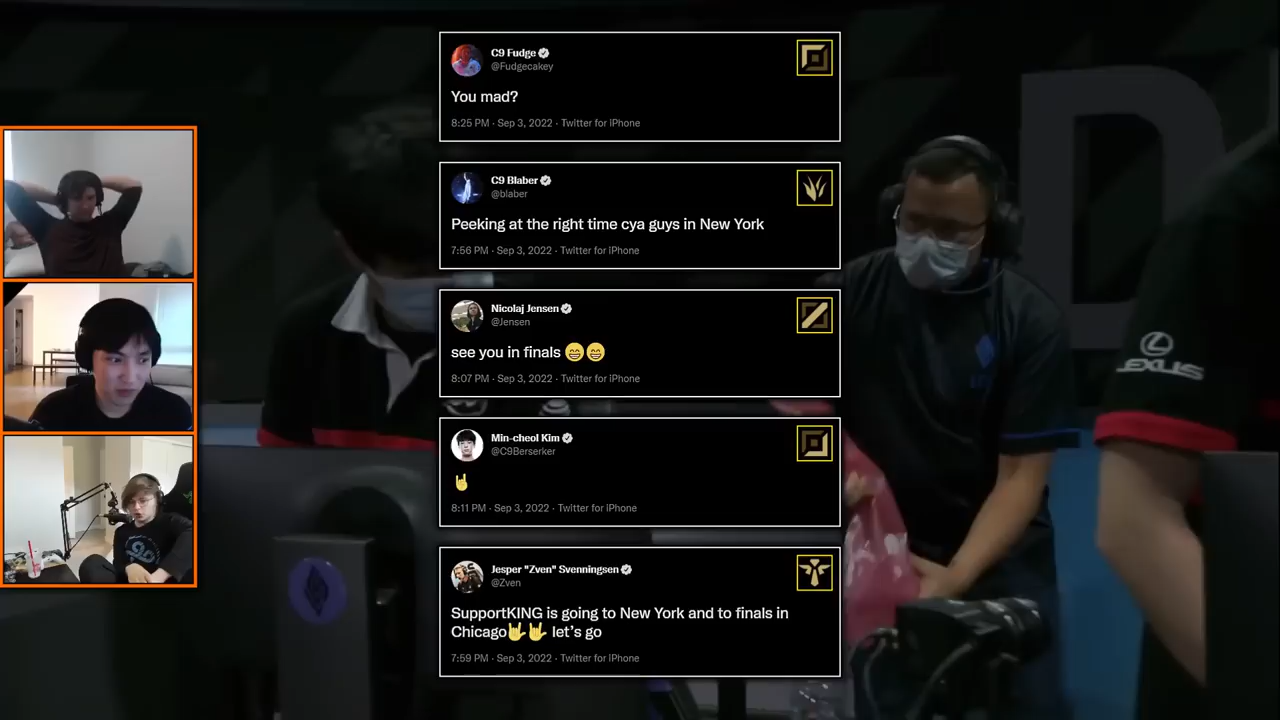 C9 Fudge
@Fudgecakey
You mad?
8:25 PM · Sep 3, 2022 · Twitter for iPhone
C9 Blaber
@blaber
Peeking at the right time cya guys in New York
7:56 PM · Sep 3, 2022 · Twitter for iPhone
Nicolaj Jensen
@Jensen
see you in finals 😁😁
8:07 PM · Sep 3, 2022 · Twitter for iPhone
Min-cheol Kim
@C9Berserker
🤘
8:11 PM · Sep 3, 2022 · Twitter for iPhone
Jesper "Zven" Svenningsen
@Zven
SupportKING is going to New York and to finals in
Chicago🤘🤘 let's go
7:59 PM · Sep 3, 2022 · Twitter for iPhone
LEXUS